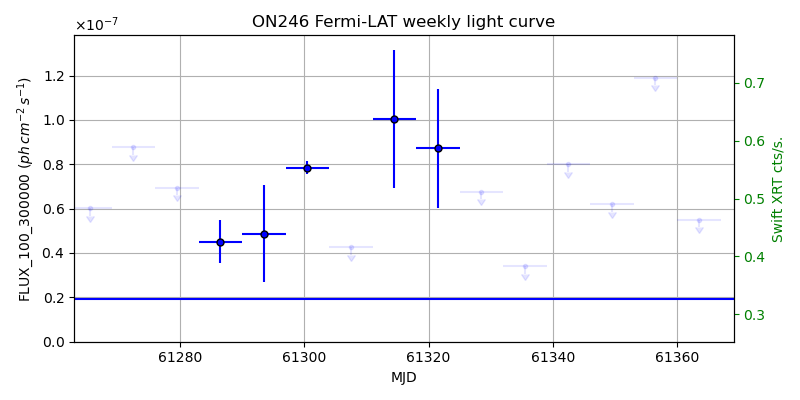 ON246 Fermi-LAT weekly light curve
×10⁻⁷
1.2
1.0
0.8
0.6
0.4
0.2
0.0
FLUX_100_300000 (ph cm⁻² s⁻¹)
0.7
0.6
0.5
0.4
0.3
Swift XRT cts/s.
61280 61300 61320 61340 61360
MJD